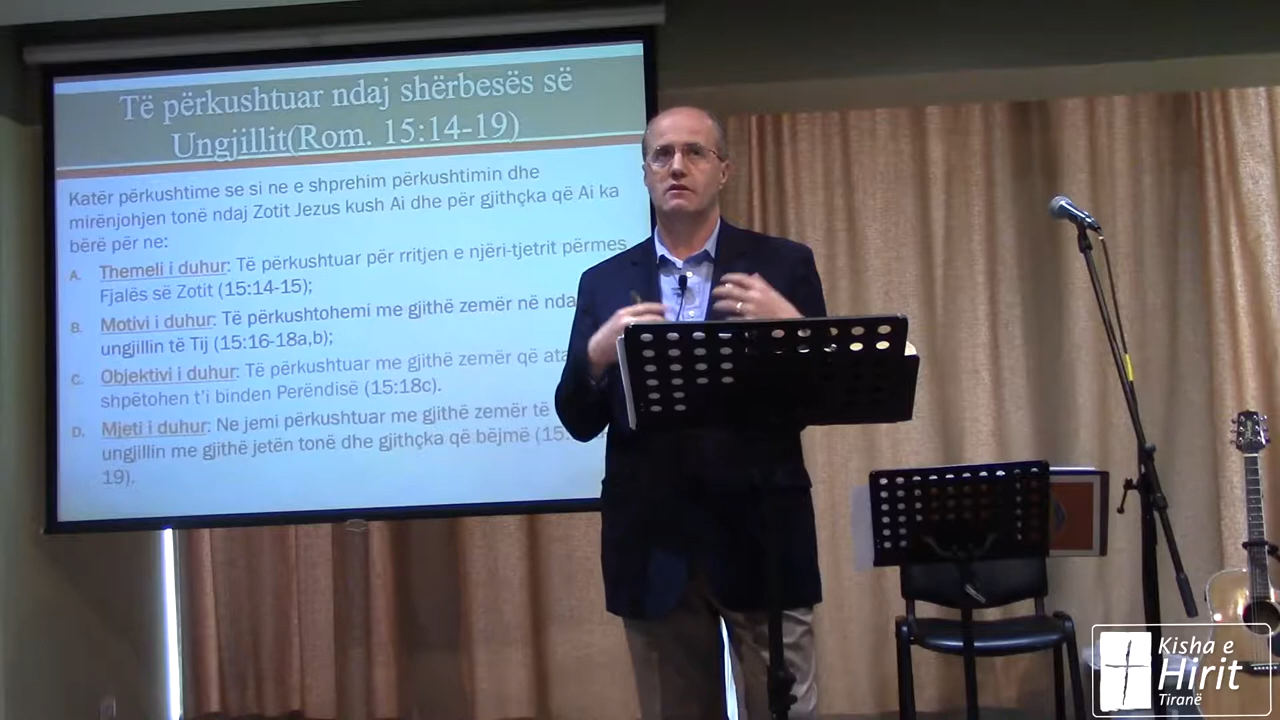 Të përkushtuar ndaj shërbesës së
Ungjillit(Rom. 15:14-19)
Katër përkushtime se si ne e shprehim përkushtimin dhe
mirënjohjen tonë ndaj Zotit Jezus kush Ai dhe për gjithçka që Ai ka
bërë për ne:
A. Themeli i duhur: Të përkushtuar për rritjen e njëri-tjetrit përmes
Fjalës së Zotit (15:14-15);
B. Motivi i duhur: Të përkushtohemi me gjithë zemër në
ungjillin të Tij (15:16-18a,b);
C. Objektivi i duhur: Të përkushtuar me gjithë zemër që
shpëtohen t'i binden Perëndisë (15:18c).
D. Mjeti i duhur: Ne jemi përkushtuar me gjithë zemër të
ungjillin me gjithë jetën tonë dhe gjithçka që bëjmë (15:
19).
Kisha e
Hirit
Tiranë